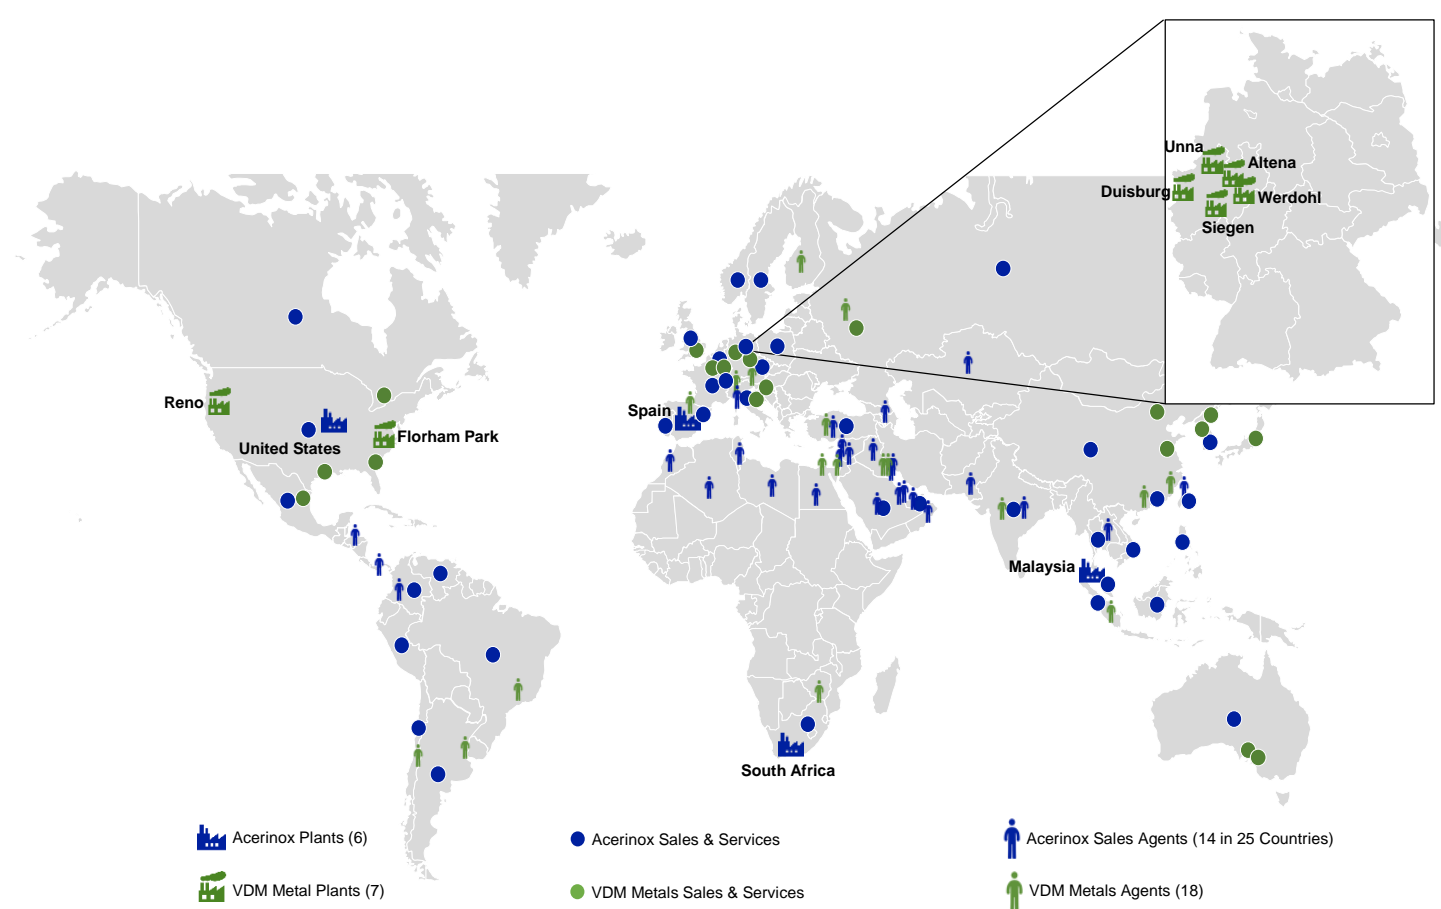 Unna
Altena
Duisburg
Werdohl
Siegen
Reno
Spain
Florham Park
United States
Malaysia
South Africa
Acerinox Plants (6)
Acerinox Sales & Services
Acerinox Sales Agents (14 in 25 Countries)
VDM Metal Plants (7)
VDM Metals Sales & Services
VDM Metals Agents (18)